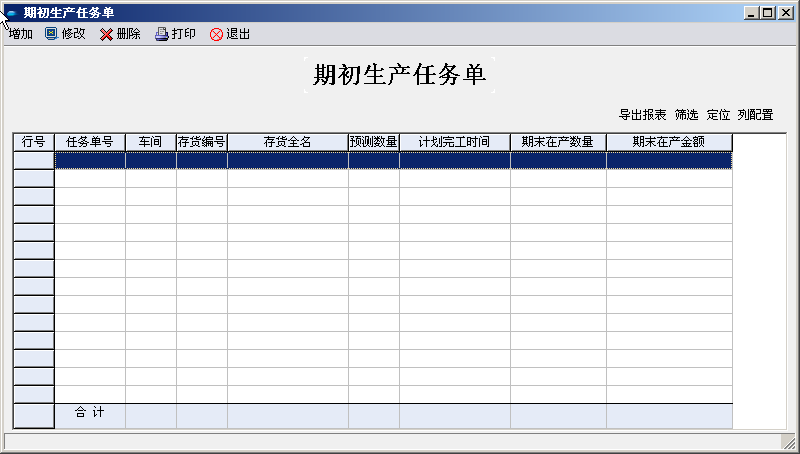 期初生产任务单
增加 修改 删除 打印 退出
期初生产任务单
导出报表 筛选 定位 列配置
行号 任务单号 车间 存货编号 存货全名 预测数量 计划完工时间 期末在产数量 期末在产金额
合 计